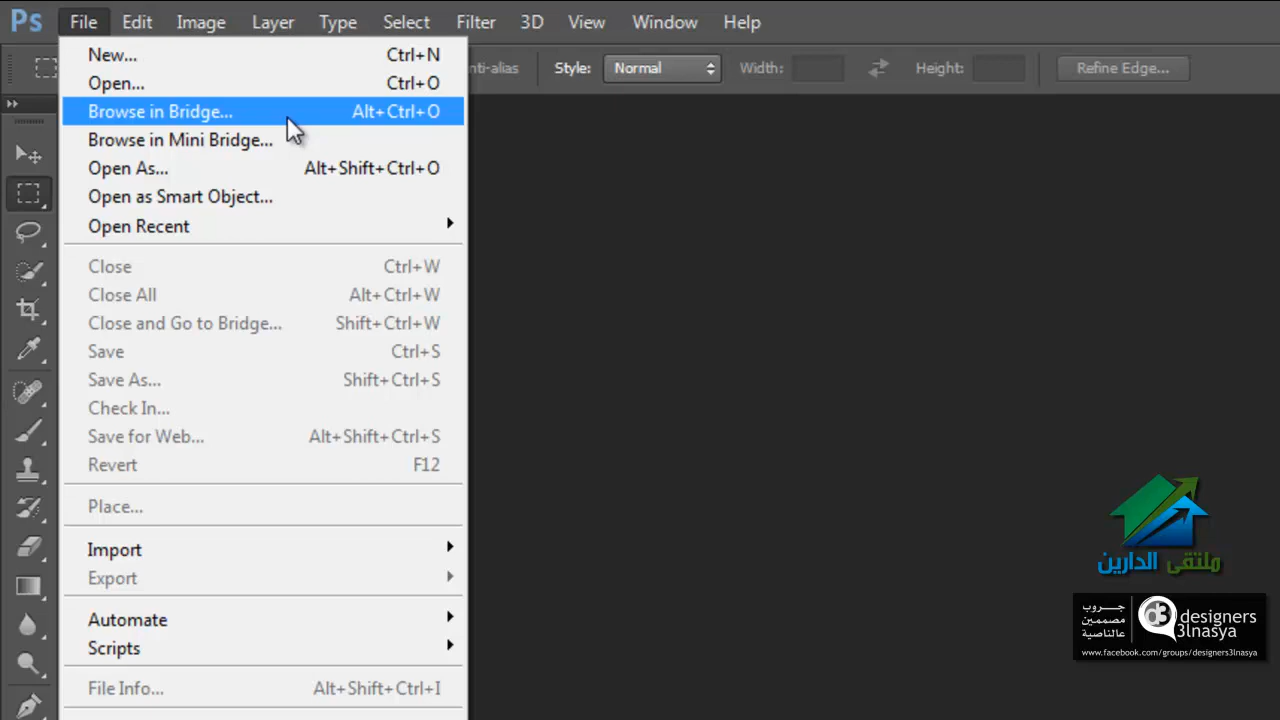 Ps File Edit Image Layer Type Select Filter 3D View Window Help
nti-alias Style: Normal Width: Height: Refine Edge...
New... Ctrl+N
Open... Ctrl+O
Browse in Bridge... Alt+Ctrl+O
Browse in Mini Bridge...
Open As... Alt+Shift+Ctrl+O
Open as Smart Object...
Open Recent
Close Ctrl+W
Close All Alt+Ctrl+W
Close and Go to Bridge... Shift+Ctrl+W
Save Ctrl+S
Save As... Shift+Ctrl+S
Check In...
Save for Web... Alt+Shift+Ctrl+S
Revert F12
Place...
Import
Export
Automate
Scripts
File Info... Alt+Shift+Ctrl+I
ملتقى الدارين
جروب
مصممين
عالناصية
d3 designers
3lnasya
www.facebook.com/groups/designers3lnasya